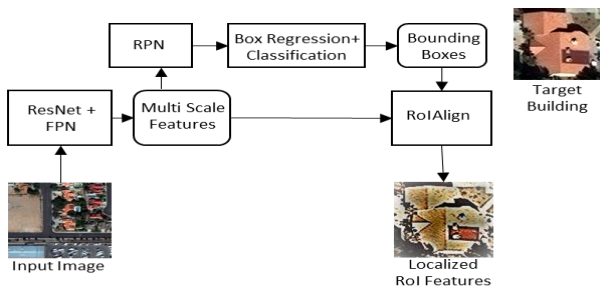 RPN
Box Regression+
Classification
Bounding
Boxes
Target
Building
ResNet +
FPN
Multi Scale
Features
RoIAlign
Input Image
Localized
RoI Features